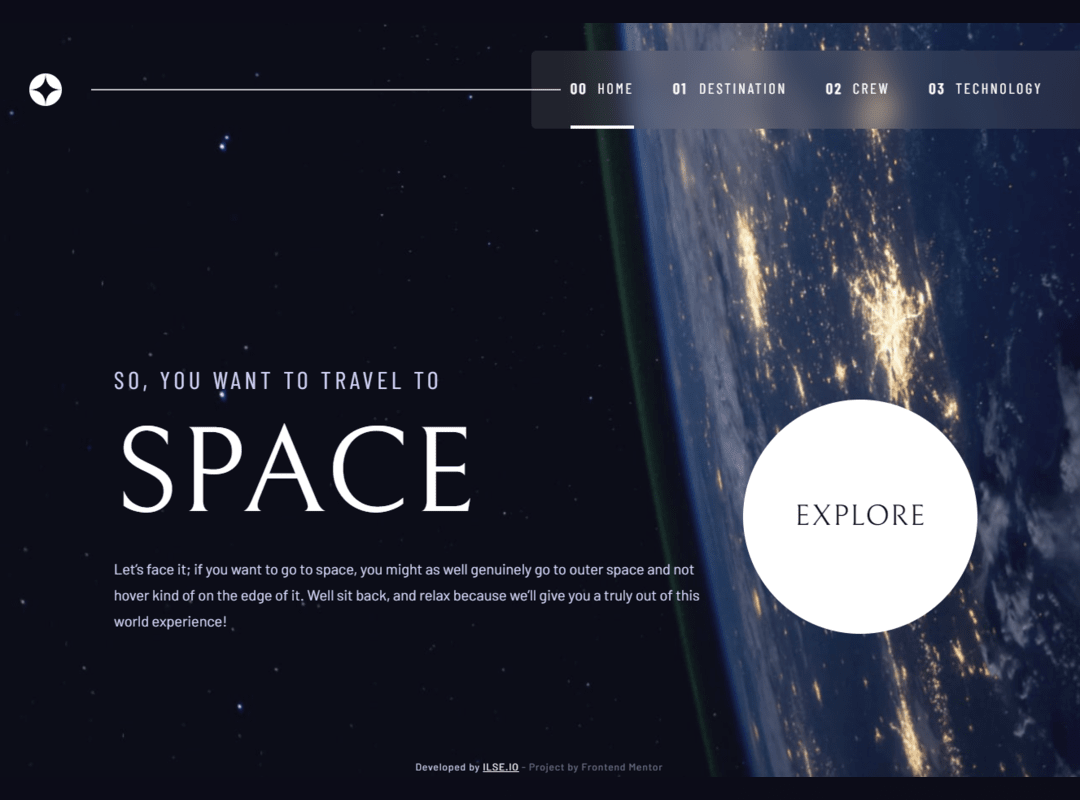 00 HOME 01 DESTINATION 02 CREW 03 TECHNOLOGY
SO, YOU WANT TO TRAVEL TO
SPACE
Let's face it; if you want to go to space, you might as well genuinely go to outer space and not
hover kind of on the edge of it. Well sit back, and relax because we'll give you a truly out of this
world experience!
EXPLORE
Developed by ILSE.IO - Project by Frontend Mentor